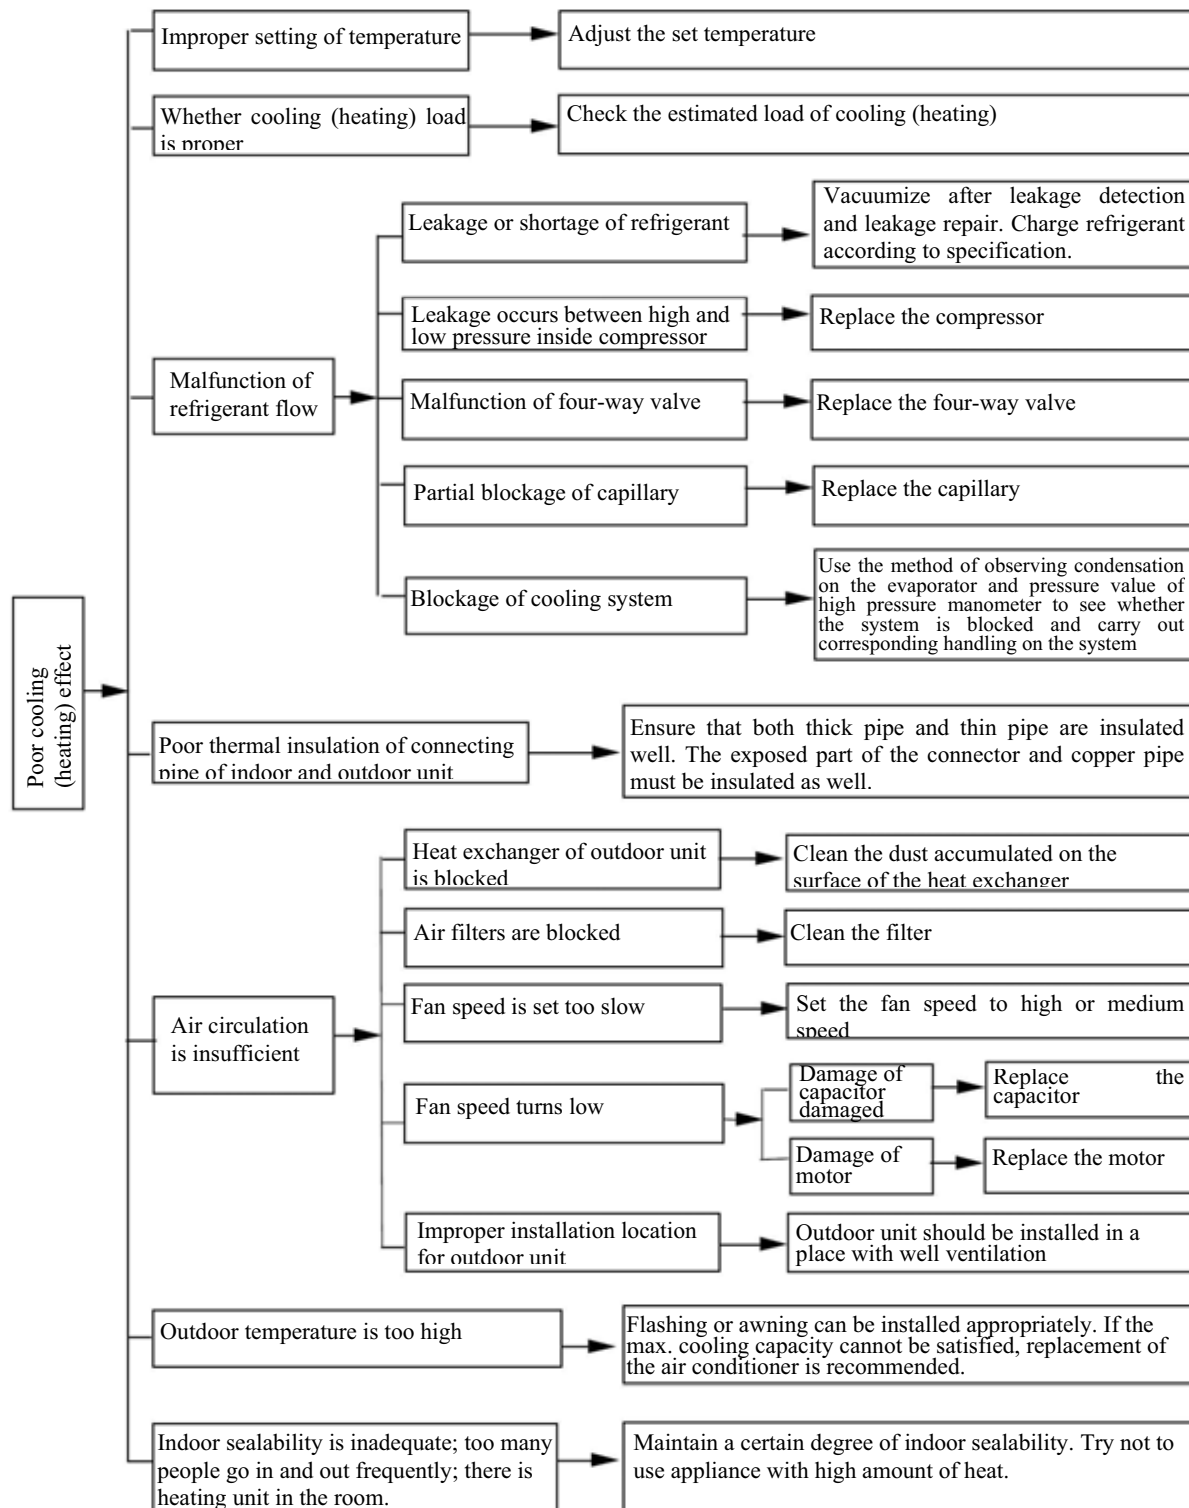 Improper setting of temperature
Adjust the set temperature
Whether cooling (heating) load
is proper
Check the estimated load of cooling (heating)
Leakage or shortage of refrigerant
Vacuumize after leakage detection
and leakage repair. Charge refrigerant
according to specification.
Leakage occurs between high and
low pressure inside compressor
Replace the compressor
Malfunction of
refrigerant flow
Malfunction of four-way valve
Replace the four-way valve
Partial blockage of capillary
Replace the capillary
Blockage of cooling system
Use the method of observing condensation
on the evaporator and pressure value of
high pressure manometer to see whether
the system is blocked and carry out
corresponding handling on the system
Poor cooling
(heating) effect
Poor thermal insulation of connecting
pipe of indoor and outdoor unit
Ensure that both thick pipe and thin pipe are insulated
well. The exposed part of the connector and copper pipe
must be insulated as well.
Heat exchanger of outdoor unit
is blocked
Clean the dust accumulated on the
surface of the heat exchanger
Air filters are blocked
Clean the filter
Air circulation
is insufficient
Fan speed is set too slow
Set the fan speed to high or medium
speed
Fan speed turns low
Damage of
capacitor
damaged
Replace the
capacitor
Damage of
motor
Replace the motor
Improper installation location
for outdoor unit
Outdoor unit should be installed in a
place with well ventilation
Outdoor temperature is too high
Flashing or awning can be installed appropriately. If the
max. cooling capacity cannot be satisfied, replacement of
the air conditioner is recommended.
Indoor sealability is inadequate; too many
people go in and out frequently; there is
heating unit in the room.
Maintain a certain degree of indoor sealability. Try not to
use appliance with high amount of heat.